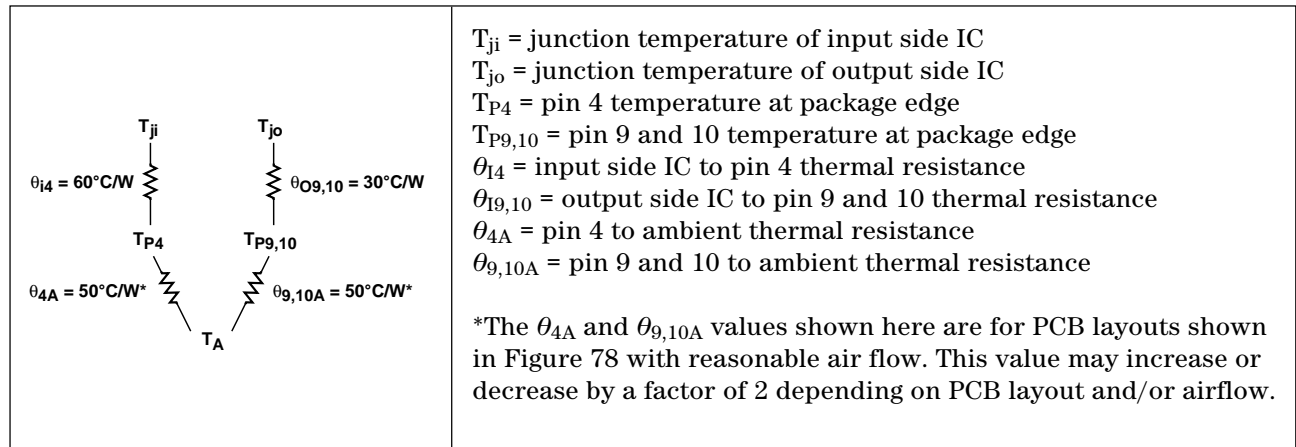 T_ji
T_jo
θ_i4 = 60°C/W
θ_O9,10 = 30°C/W
T_P4
T_P9,10
θ_4A = 50°C/W*
θ_9,10A = 50°C/W*
T_A
T_ji = junction temperature of input side IC
T_jo = junction temperature of output side IC
T_P4 = pin 4 temperature at package edge
T_P9,10 = pin 9 and 10 temperature at package edge
θ_I4 = input side IC to pin 4 thermal resistance
θ_I9,10 = output side IC to pin 9 and 10 thermal resistance
θ_4A = pin 4 to ambient thermal resistance
θ_9,10A = pin 9 and 10 to ambient thermal resistance
*The θ_4A and θ_9,10A values shown here are for PCB layouts shown
in Figure 78 with reasonable air flow. This value may increase or
decrease by a factor of 2 depending on PCB layout and/or airflow.